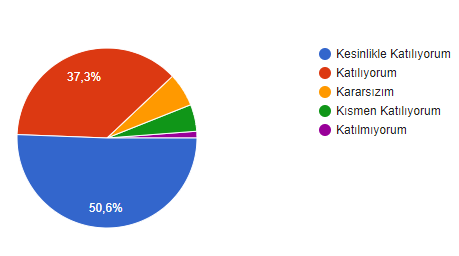 37,3%
50,6%
Kesinlikle Katılıyorum
Katılıyorum
Kararsızım
Kısmen Katılıyorum
Katılmıyorum